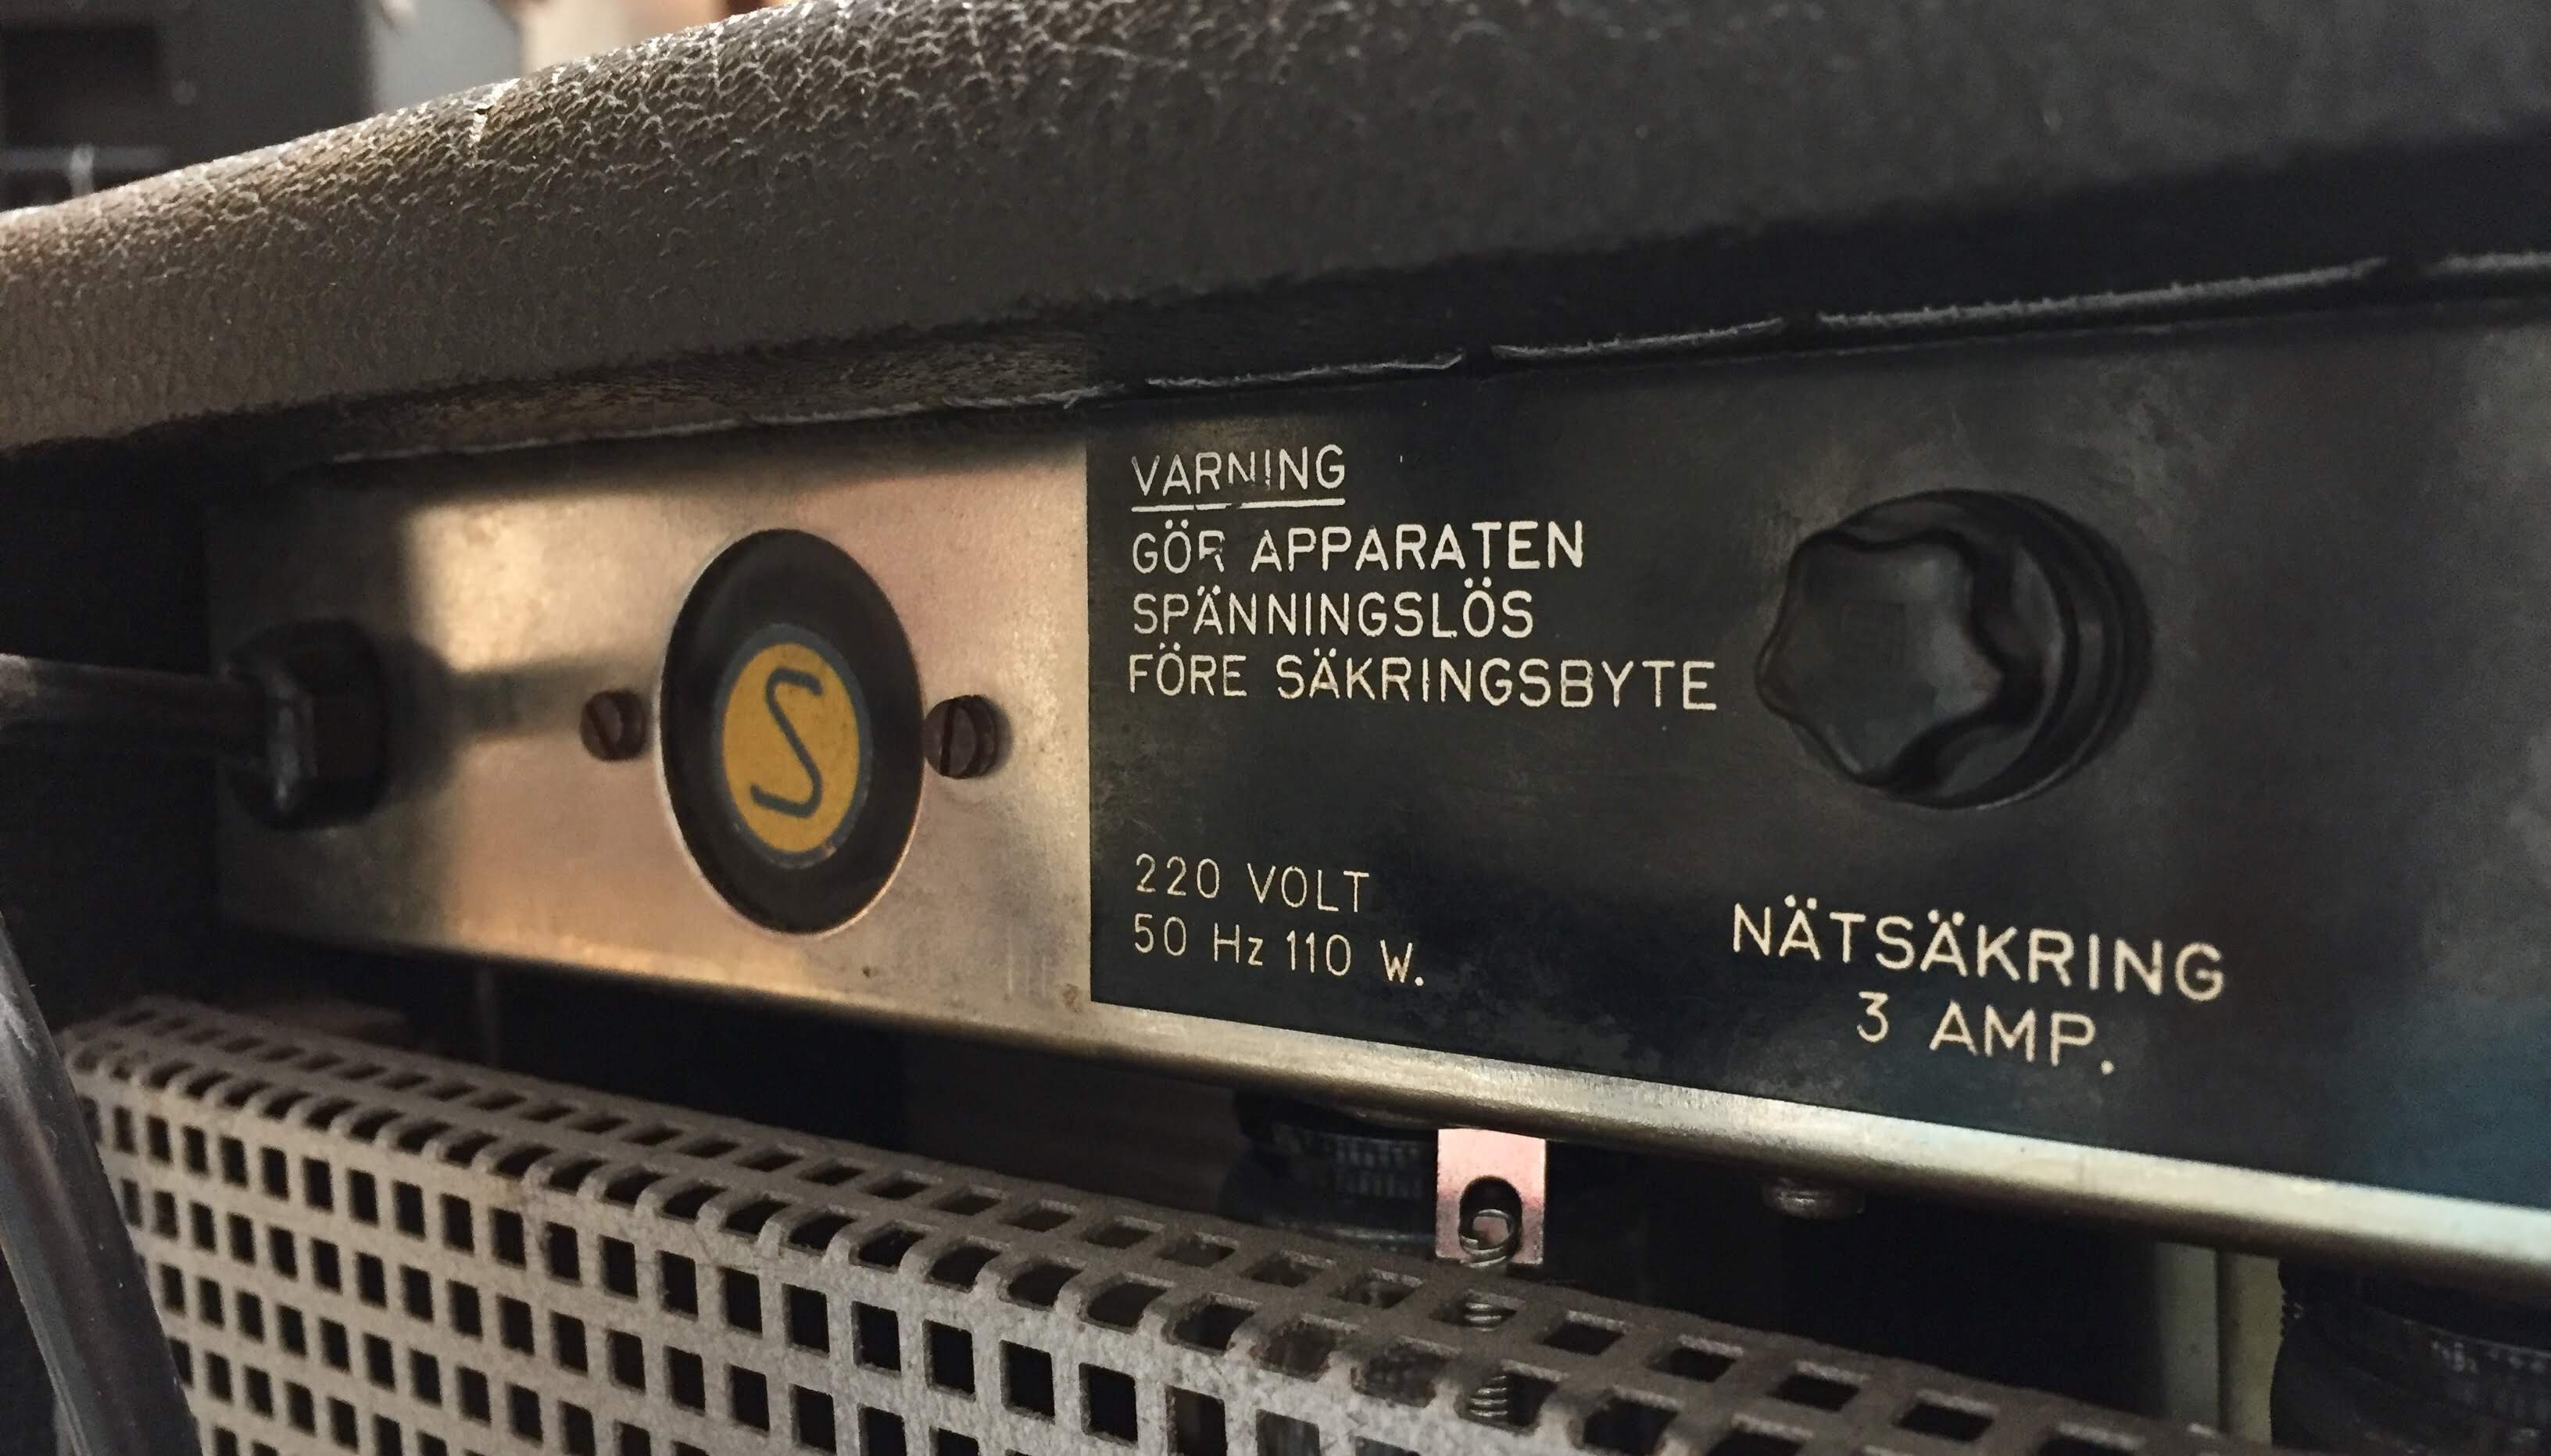 S
VARNING
GÖR APPARATEN
SPÄNNINGSLÖS
FÖRE SÄKRINGSBYTE
220 VOLT
50 Hz 110 W.
NÄTSÄKRING
3 AMP.